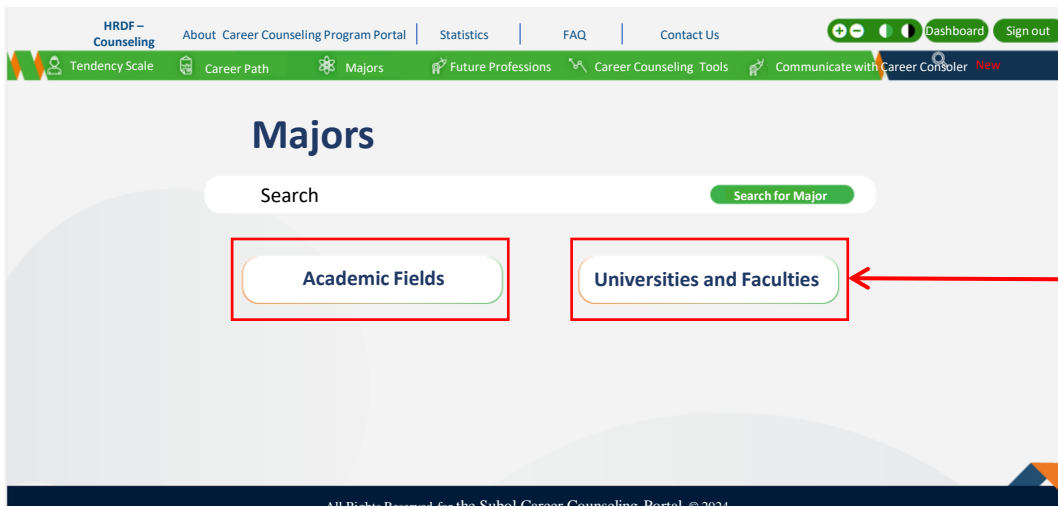 HRDF –
Counseling
About Career Counseling Program Portal
Statistics
FAQ
Contact Us
Dashboard
Sign out
Tendency Scale
Career Path
Majors
Future Professions
Career Counseling Tools
Communicate with Career Consoler New
Majors
Search
Search for Major
Academic Fields
Universities and Faculties
All Rights Reserved for the Subol Career Counseling Portal © 2024